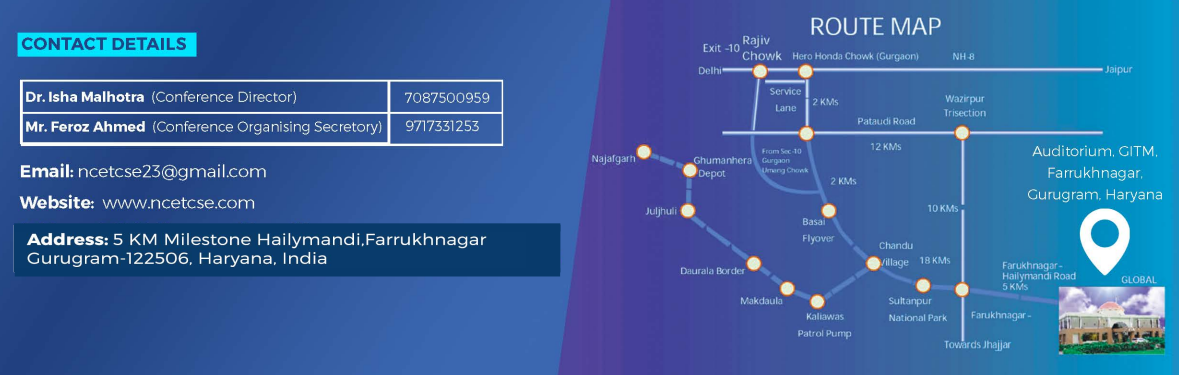 CONTACT DETAILS
Dr. Isha Malhotra (Conference Director) 7087500959
Mr. Feroz Ahmed (Conference Organising Secretory) 9717331253
Email: ncetcse23@gmail.com
Website: www.ncetcse.com
Address: 5 KM Milestone Hailymandi,Farrukhnagar
Gurugram-122506, Haryana, India
ROUTE MAP
Exit -10
Rajiv
Chowk
Hero Honda Chowk (Gurgaon)
NH-8
Delhi
Jaipur
Service
Lane
2 KMs
Wazirpur
Trisection
Pataudi Road
12 KMs
From Sec-10
Gurgaon
Umang Chowk
Najafgarh
Ghumanhera
Depot
2 KMs
Auditorium, GITM,
Farrukhnagar,
Gurugram, Haryana
Juljhuli
Basai
Flyover
10 KMs
Chandu
Village
18 KMs
Daurala Border
Farukhnagar-
Hailymandi Road
5 KMs
GLOBAL
Makdaula
Kaliawas
Patrol Pump
Sultanpur
National Park
Farukhnagar-
Towards Jhajjar